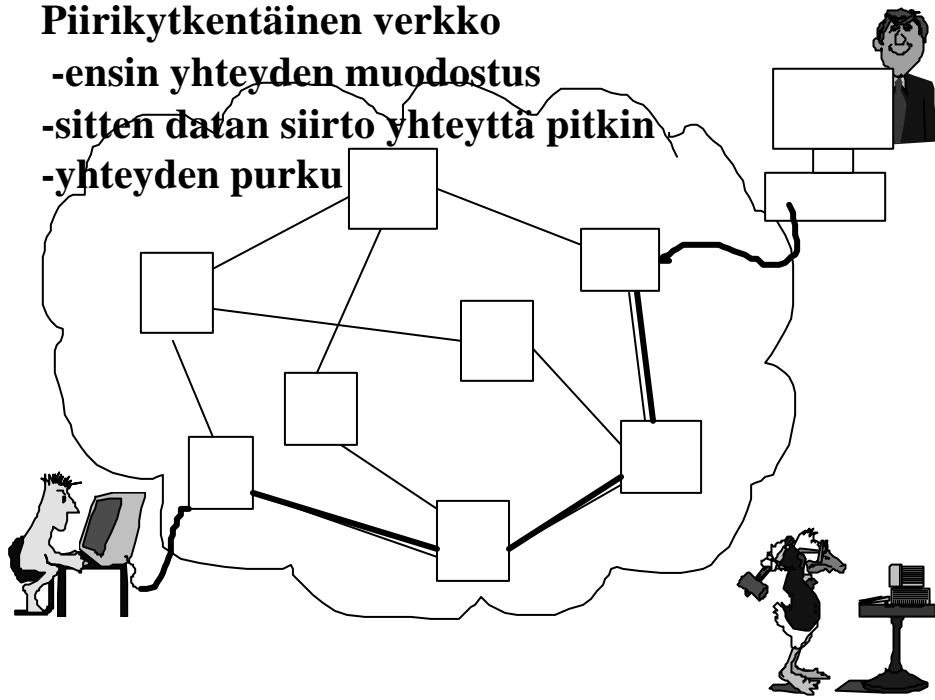 Piirikytkentäinen verkko
-ensin yhteyden muodostus
-sitten datan siirto yhteyttä pitkin
-yhteyden purku